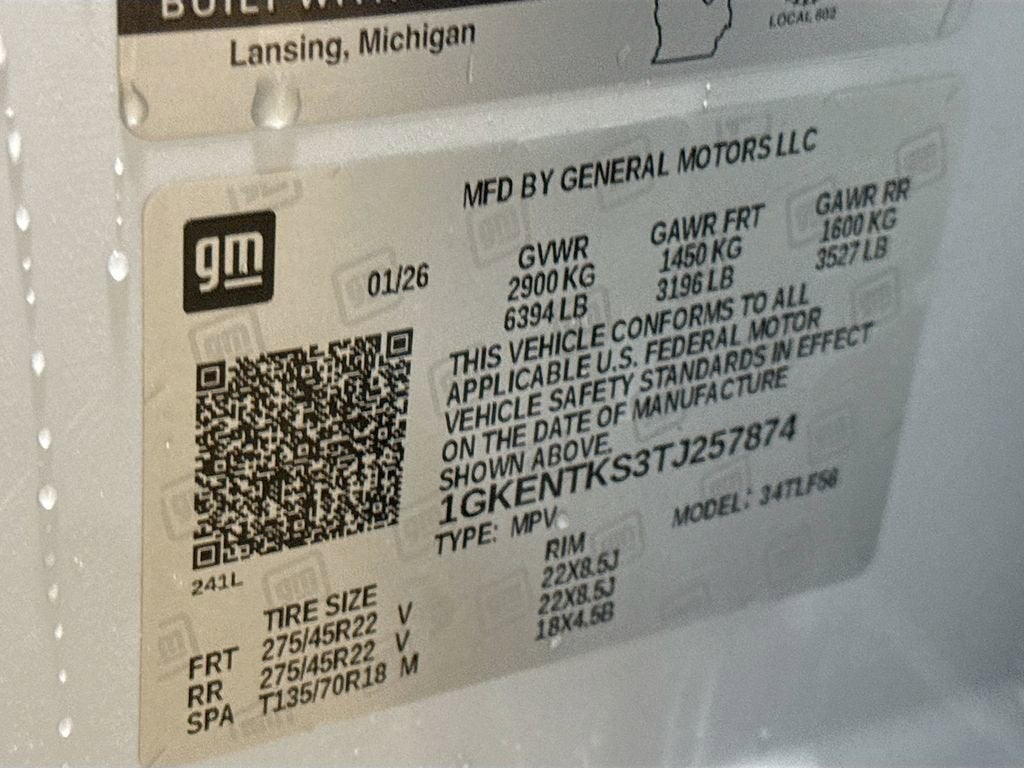 Lansing, Michigan
LOCAL 602
MFD BY GENERAL MOTORS LLC
gm
01/26
GVWR GAWR FRT GAWR RR
2900 KG 1450 KG 1600 KG
6394 LB 3196 LB 3527 LB
THIS VEHICLE CONFORMS TO ALL
APPLICABLE U.S. FEDERAL MOTOR
VEHICLE SAFETY STANDARDS IN EFFECT
ON THE DATE OF MANUFACTURE
SHOWN ABOVE.
1GKENTKS3TJ257874
TYPE: MPV MODEL: 34TLF56
241L
TIRE SIZE RIM
FRT 275/45R22 V 22X8.5J
RR 275/45R22 V 22X8.5J
SPA T135/70R18 M 18X4.5B